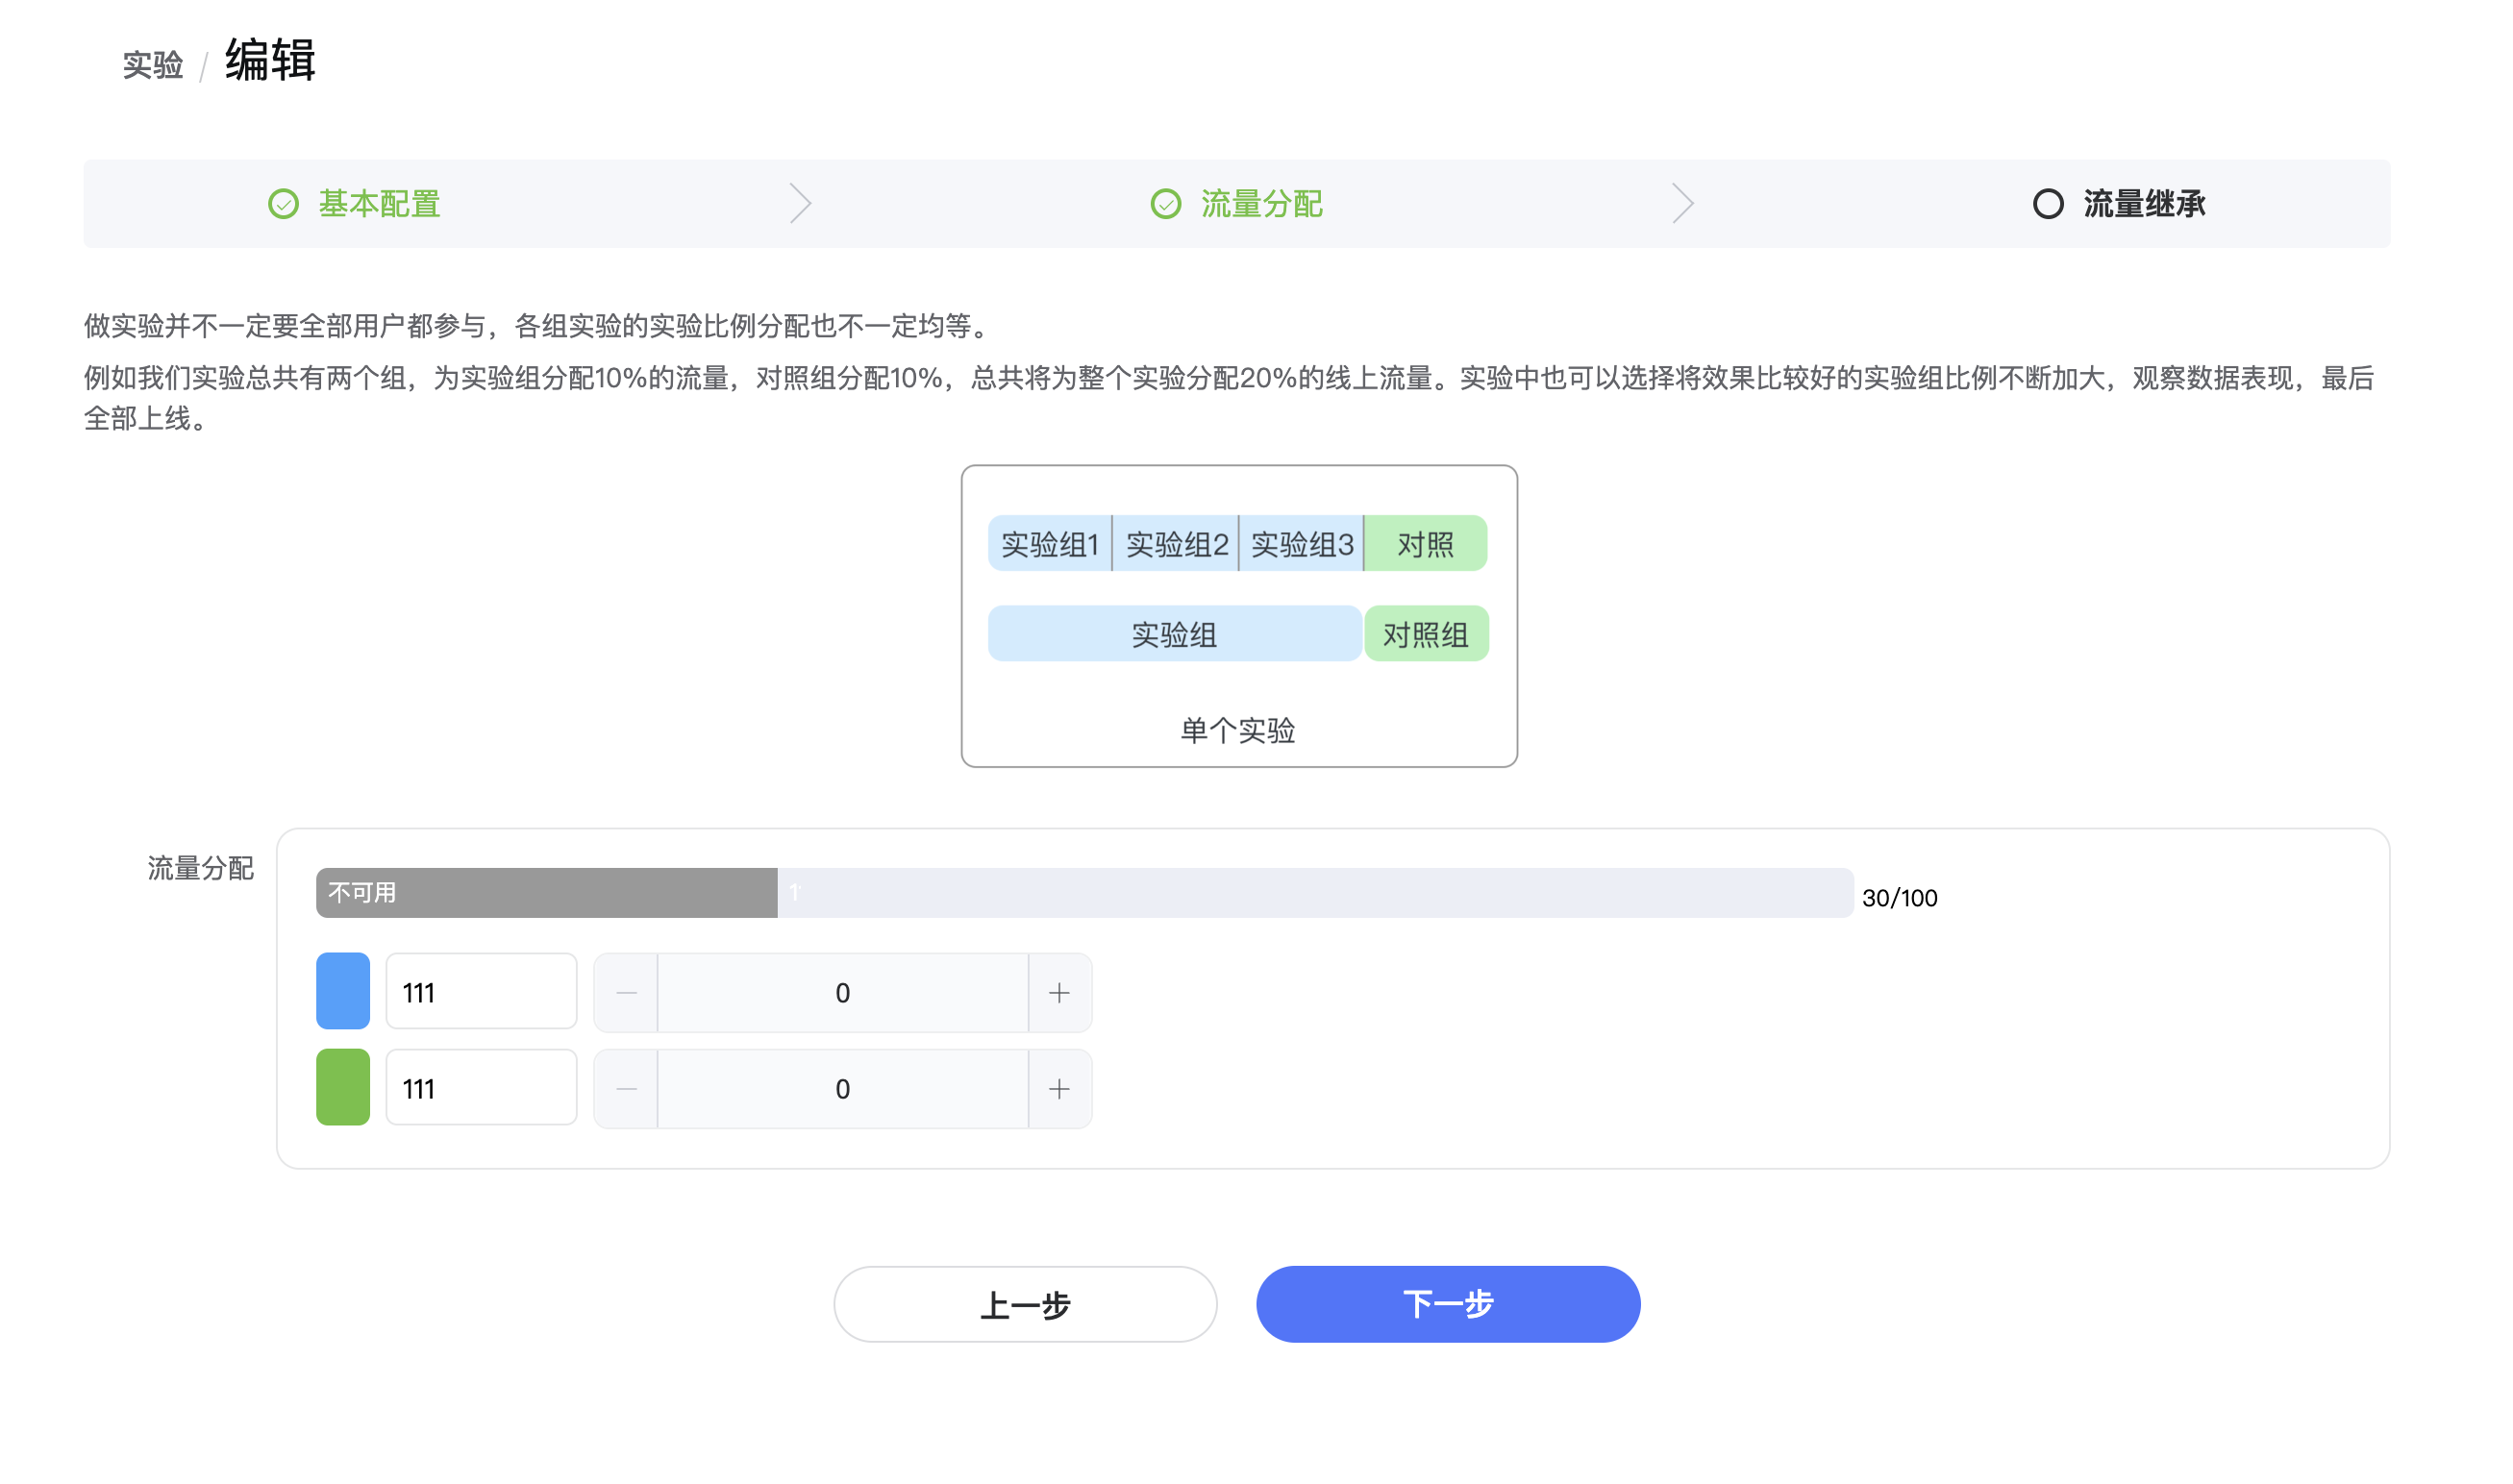 实验 / 编辑
基本配置 流量分配 流量继承
做实验并不一定要全部用户都参与，各组实验的实验比例分配也不一定均等。
例如我们实验总共有两个组，为实验组分配10%的流量，对照组分配10%，总共将为整个实验分配20%的线上流量。实验中也可以选择将效果比较好的实验组比例不断加大，观察数据表现，最后
全部上线。
实验组1 实验组2 实验组3 对照
实验组 对照组
单个实验
流量分配
不可用 30/100
111 0
111 0
上一步 下一步